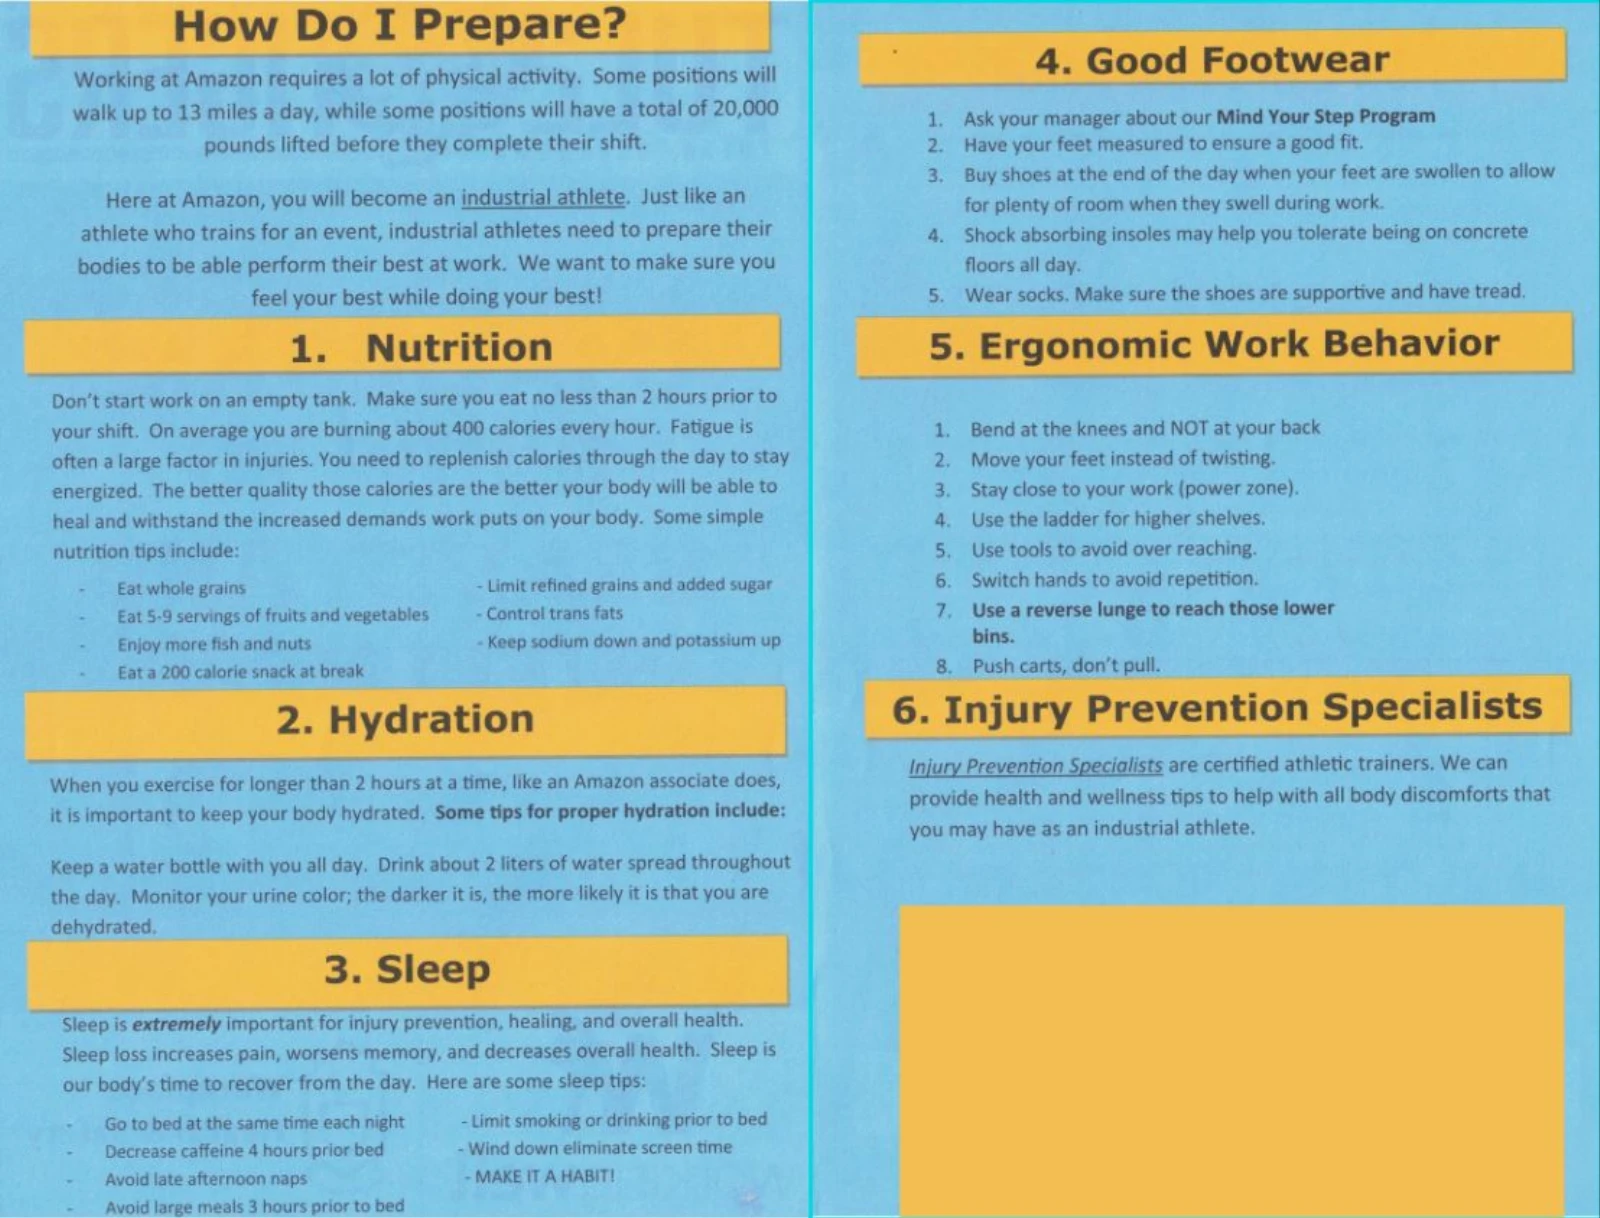 How Do I Prepare?
Working at Amazon requires a lot of physical activity. Some positions will
walk up to 13 miles a day, while some positions will have a total of 20,000
pounds lifted before they complete their shift.
Here at Amazon, you will become an industrial athlete. Just like an
athlete who trains for an event, industrial athletes need to prepare their
bodies to be able perform their best at work. We want to make sure you
feel your best while doing your best!
1. Nutrition
Don't start work on an empty tank. Make sure you eat no less than 2 hours prior to
your shift. On average you are burning about 400 calories every hour. Fatigue is
often a large factor in injuries. You need to replenish calories through the day to stay
energized. The better quality those calories are the better your body will be able to
heal and withstand the increased demands work puts on your body. Some simple
nutrition tips include:
- Eat whole grains
- Eat 5-9 servings of fruits and vegetables
- Enjoy more fish and nuts
- Eat a 200 calorie snack at break
- Limit refined grains and added sugar
- Control trans fats
- Keep sodium down and potassium up
2. Hydration
When you exercise for longer than 2 hours at a time, like an Amazon associate does,
it is important to keep your body hydrated. Some tips for proper hydration include:
Keep a water bottle with you all day. Drink about 2 liters of water spread throughout
the day. Monitor your urine color; the darker it is, the more likely it is that you are
dehydrated.
3. Sleep
Sleep is extremely important for injury prevention, healing, and overall health.
Sleep loss increases pain, worsens memory, and decreases overall health. Sleep is
our body's time to recover from the day. Here are some sleep tips:
- Go to bed at the same time each night
- Decrease caffeine 4 hours prior bed
- Avoid late afternoon naps
- Avoid large meals 3 hours prior to bed
- Limit smoking or drinking prior to bed
- Wind down eliminate screen time
- MAKE IT A HABIT!
4. Good Footwear
1. Ask your manager about our Mind Your Step Program
2. Have your feet measured to ensure a good fit.
3. Buy shoes at the end of the day when your feet are swollen to allow
for plenty of room when they swell during work.
4. Shock absorbing insoles may help you tolerate being on concrete
floors all day.
5. Wear socks. Make sure the shoes are supportive and have tread.
5. Ergonomic Work Behavior
1. Bend at the knees and NOT at your back
2. Move your feet instead of twisting.
3. Stay close to your work (power zone).
4. Use the ladder for higher shelves.
5. Use tools to avoid over reaching.
6. Switch hands to avoid repetition.
7. Use a reverse lunge to reach those lower
bins.
8. Push carts, don't pull.
6. Injury Prevention Specialists
Injury Prevention Specialists are certified athletic trainers. We can
provide health and wellness tips to help with all body discomforts that
you may have as an industrial athlete.